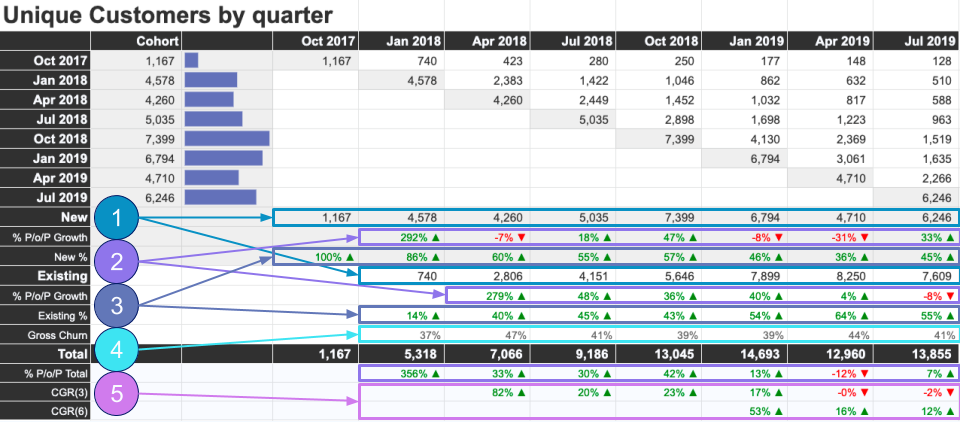 Unique Customers by quarter
Cohort Oct 2017 Jan 2018 Apr 2018 Jul 2018 Oct 2018 Jan 2019 Apr 2019 Jul 2019
Oct 2017 1,167 1,167 740 423 280 250 177 148 128
Jan 2018 4,578 4,578 2,383 1,422 1,046 862 632 510
Apr 2018 4,260 4,260 2,449 1,452 1,032 817 588
Jul 2018 5,035 5,035 2,898 1,698 1,223 963
Oct 2018 7,399 7,399 4,130 2,369 1,519
Jan 2019 6,794 6,794 3,061 1,635
Apr 2019 4,710 4,710 2,266
Jul 2019 6,246 6,246
New 1 1,167 4,578 4,260 5,035 7,399 6,794 4,710 6,246
% P/o/P Growth 292% ▲ -7% ▼ 18% ▲ 47% ▲ -8% ▼ -31% ▼ 33% ▲
New % 2 100% ▲ 86% ▲ 60% ▲ 55% ▲ 57% ▲ 46% ▲ 36% ▲ 45% ▲
Existing 740 2,806 4,151 5,646 7,899 8,250 7,609
% P/o/P Growth 3 279% ▲ 48% ▲ 36% ▲ 40% ▲ 4% ▲ -8% ▼
Existing % 14% ▲ 40% ▲ 45% ▲ 43% ▲ 54% ▲ 64% ▲ 55% ▲
Gross Churn 4 37% 47% 41% 39% 39% 44% 41%
Total 1,167 5,318 7,066 9,186 13,045 14,693 12,960 13,855
% P/o/P Total 356% ▲ 33% ▲ 30% ▲ 42% ▲ 13% ▲ -12% ▼ 7% ▲
CGR(3) 5 82% ▲ 20% ▲ 23% ▲ 17% ▲ -0% ▼ -2% ▼
CGR(6) 53% ▲ 16% ▲ 12% ▲